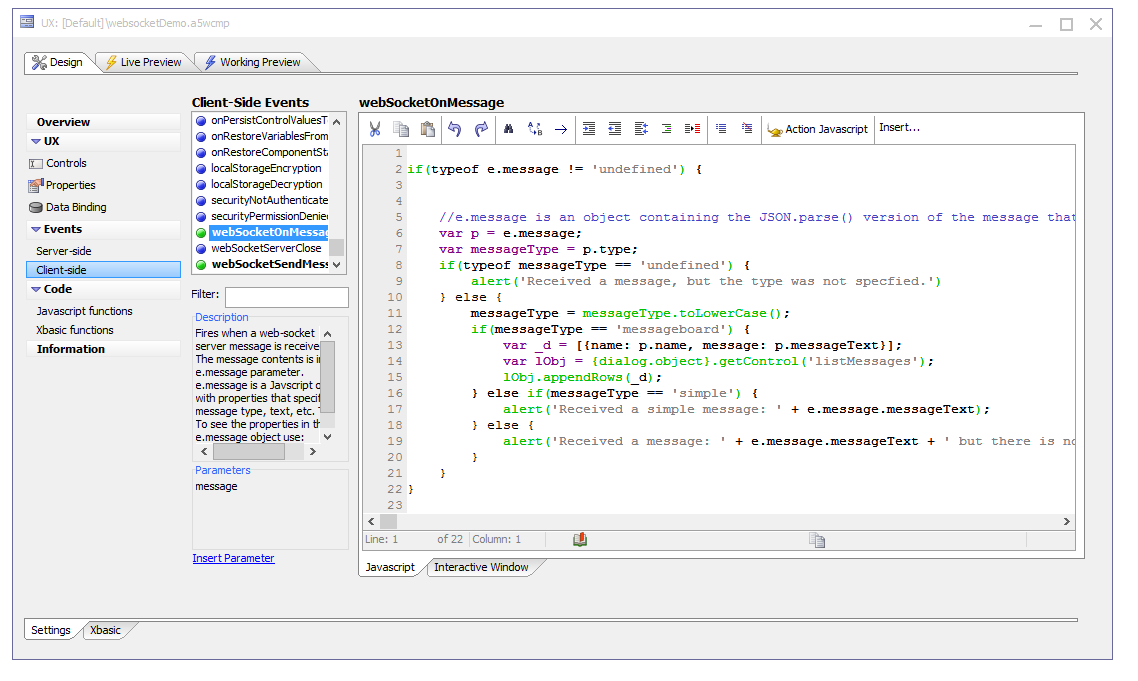 UX: [Default]\websocketDemo.a5wcmp
Design
Live Preview
Working Preview
Overview
UX
Controls
Properties
Data Binding
Events
Server-side
Client-side
Code
Javascript functions
Xbasic functions
Information
Client-Side Events
onPersistControlValuesT
onRestoreVariablesFrom
onRestoreComponentSta
localStorageEncryption
localStorageDecryption
securityNotAuthenticate
securityPermissionDenied
webSocketOnMessag
webSocketServerClose
webSocketSendMess
Filter:
Description
Fires when a web-socket
server message is receive
The message contents is i
e.message parameter.
e.message is a Javscript o
with properties that specif
message type, text, etc.
To see the properties in th
e.message object use:
Parameters
message
Insert Parameter
webSocketOnMessage
Action Javascript
Insert...
1
2 if(typeof e.message != 'undefined') {
3
4
5 //e.message is an object containing the JSON.parse() version of the message that
6 var p = e.message;
7 var messageType = p.type;
8 if(typeof messageType == 'undefined') {
9 alert('Received a message, but the type was not specfied.')
10 } else {
11 messageType = messageType.toLowerCase();
12 if(messageType == 'messageboard') {
13 var _d = [{name: p.name, message: p.messageText}];
14 var lObj = {dialog.object}.getControl('listMessages');
15 lObj.appendRows(_d);
16 } else if(messageType == 'simple') {
17 alert('Received a simple message: ' + e.message.messageText);
18 } else {
19 alert('Received a message: ' + e.message.messageText + ' but there is no
20 }
21 }
22 }
23
Line: 1 of 22 Column: 1
Javascript
Interactive Window
Settings
Xbasic